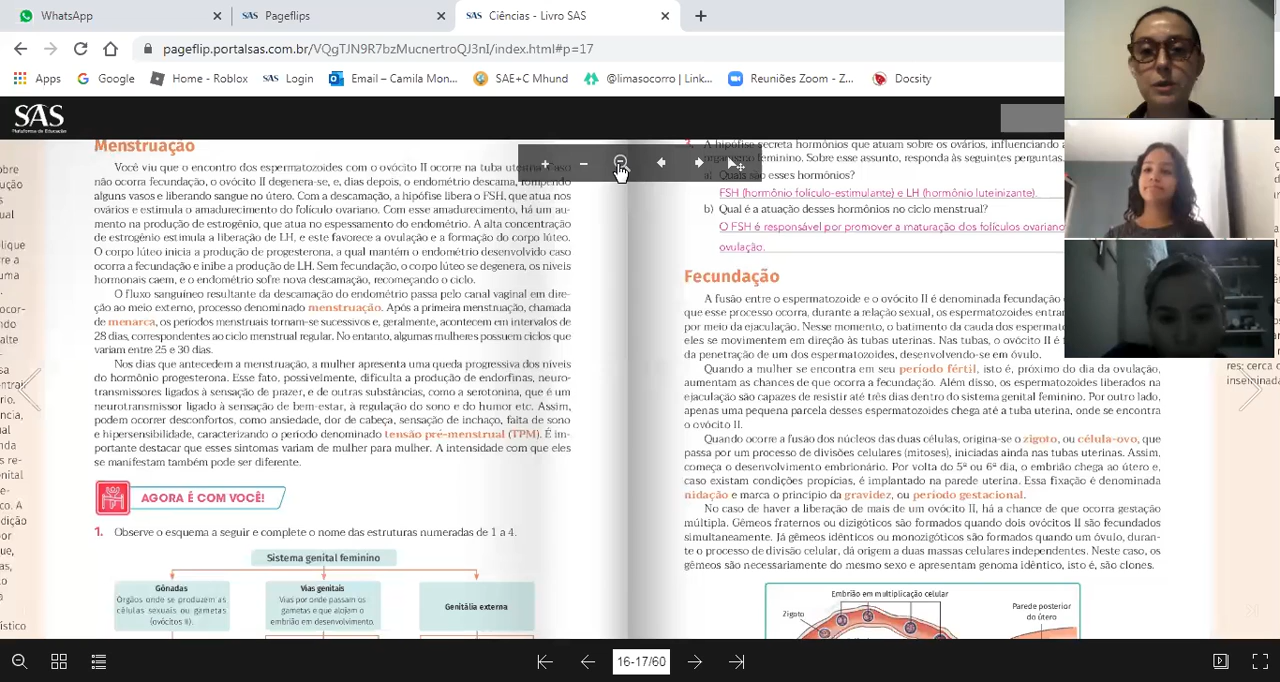 WhatsApp
SAS Pageflips
SAS Ciências - Livro SAS
pageflip.portalsas.com.br/VQgTJN9R7bzMucnertroQJ3nI/index.html#p=17
Apps
Google
Home - Roblox
SAS Login
Email – Camila Mon...
SAE+C Mhund
@limasocorro | Link...
Reuniões Zoom - Z...
Docsity
SAS
Plataforma de Educação
Menstruação
Você viu que o encontro dos espermatozoides com o ovócito II ocorre na tuba uterina. Caso
não ocorra fecundação, o ovócito II degenera-se, e, dias depois, o endométrio descama, rompendo
alguns vasos e liberando sangue no útero. Com a descamação, a hipófise libera o FSH, que atua nos
ovários e estimula o amadurecimento do folículo ovariano. Com esse amadurecimento, há um au-
mento na produção de estrogênio, que atua no espessamento do endométrio. A alta concentração
de estrogênio estimula a liberação de LH, e este favorece a ovulação e a formação do corpo lúteo.
O corpo lúteo inicia a produção de progesterona, a qual mantém o endométrio desenvolvido caso
ocorra a fecundação e inibe a produção de LH. Sem fecundação, o corpo lúteo se degenera, os níveis
hormonais caem, e o endométrio sofre nova descamação, recomeçando o ciclo.
O fluxo sanguíneo resultante da descamação do endométrio passa pelo canal vaginal em dire-
ção ao meio externo, processo denominado menstruação. Após a primeira menstruação, chamada
de menarca, os períodos menstruais tornam-se sucessivos e, geralmente, acontecem em intervalos de
28 dias, correspondentes ao ciclo menstrual regular. No entanto, algumas mulheres possuem ciclos que
variam entre 25 e 30 dias.
Nos dias que antecedem a menstruação, a mulher apresenta uma queda progressiva dos níveis
do hormônio progesterona. Esse fato, possivelmente, dificulta a produção de endorfinas, neuro-
transmissores ligados à sensação de prazer, e de outras substâncias, como a serotonina, que é um
neurotransmissor ligado à sensação de bem-estar, à regulação do sono e do humor etc. Assim,
podem ocorrer desconfortos, como ansiedade, dor de cabeça, sensação de inchaço, falta de sono
e hipersensibilidade, caracterizando o período denominado tensão pré-menstrual (TPM). É im-
portante destacar que esses sintomas variam de mulher para mulher. A intensidade com que eles
se manifestam também pode ser diferente.
AGORA É COM VOCÊ!
1. Observe o esquema a seguir e complete o nome das estruturas numeradas de 1 a 4.
Sistema genital feminino
Gônadas
Órgãos onde se produzem as
células sexuais ou gametas
(ovócitos II).
Vias genitais
Vias por onde passam os
gametas e que alojam o
embrião em desenvolvimento.
Genitália externa
3. A hipófise secreta hormônios que atuam sobre os ovários, influenciando
organismo feminino. Sobre esse assunto, responda às seguintes perguntas.
a) Quais são esses hormônios?
FSH (hormônio folículo-estimulante) e LH (hormônio luteinizante).
b) Qual é a atuação desses hormônios no ciclo menstrual?
O FSH é responsável por promover a maturação dos folículos ovariano
ovulação.
Fecundação
A fusão entre o espermatozoide e o ovócito II é denominada fecundação
que esse processo ocorra, durante a relação sexual, os espermatozoides entra
por meio da ejaculação. Nesse momento, o batimento da cauda dos espermat
eles se movimentem em direção às tubas uterinas. Nas tubas, o ovócito II é
da penetração de um dos espermatozoides, desenvolvendo-se em óvulo.
Quando a mulher se encontra em seu período fértil, isto é, próximo do dia da ovulação,
aumentam as chances de que ocorra a fecundação. Além disso, os espermatozoides liberados na
ejaculação são capazes de resistir até três dias dentro do sistema genital feminino. Por outro lado,
apenas uma pequena parcela desses espermatozoides chega até a tuba uterina, onde se encontra
o ovócito II.
Quando ocorre a fusão dos núcleos das duas células, origina-se o zigoto, ou célula-ovo, que
passa por um processo de divisões celulares (mitoses), iniciadas ainda nas tubas uterinas. Assim,
começa o desenvolvimento embrionário. Por volta do 5º ou 6º dia, o embrião chega ao útero e,
caso existam condições propícias, é implantado na parede uterina. Essa fixação é denominada
nidação e marca o princípio da gravidez, ou período gestacional.
No caso de haver a liberação de mais de um ovócito II, há a chance de que ocorra gestação
múltipla. Gêmeos fraternos ou dizigóticos são formados quando dois ovócitos II são fecundados
simultaneamente. Já gêmeos idênticos ou monozigóticos são formados quando um óvulo, duran-
te o processo de divisão celular, dá origem a duas massas celulares independentes. Neste caso, os
gêmeos são necessariamente do mesmo sexo e apresentam genoma idêntico, isto é, são clones.
Embrião em multiplicação celular
Zigoto
Parede posterior
do útero
res: cerca
inseminada
16-17/60